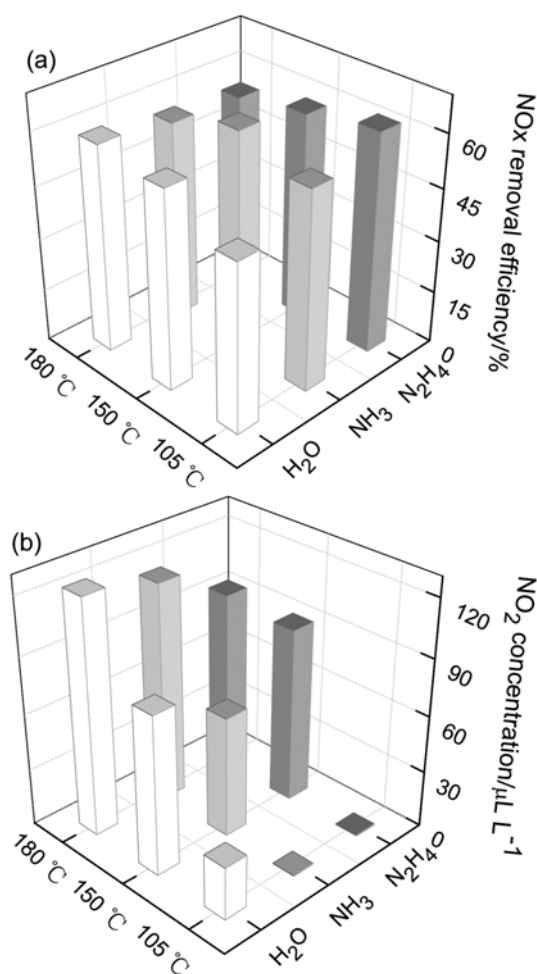 (a)
NOx removal efficiency/%
60
45
30
15
0
180 ℃
150 ℃
105 ℃
H₂O
NH₃
N₂H₄
(b)
NO₂ concentration/μL L⁻¹
120
90
60
30
0
180 ℃
150 ℃
105 ℃
H₂O
NH₃
N₂H₄